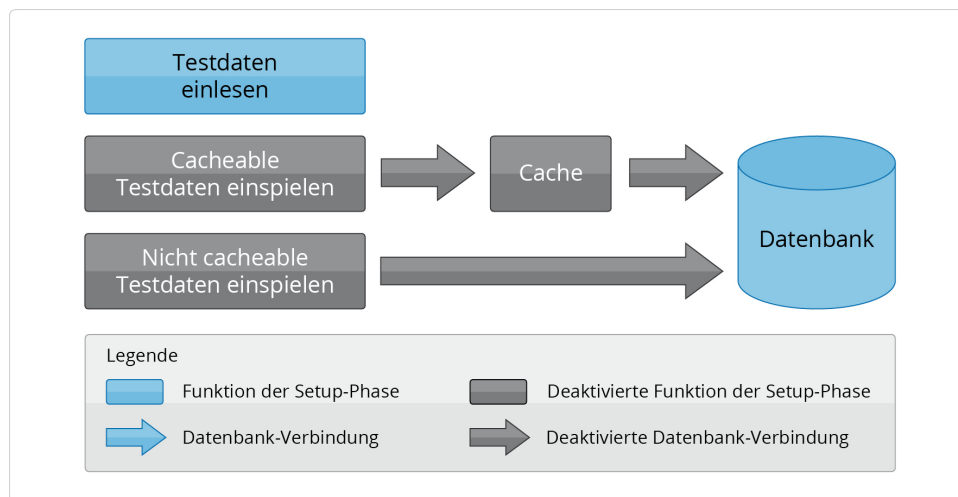 Testdaten
einlesen
Cacheable
Testdaten einspielen
Cache
Nicht cacheable
Testdaten einspielen
Datenbank
Legende
Funktion der Setup-Phase
Deaktivierte Funktion der Setup-Phase
Datenbank-Verbindung
Deaktivierte Datenbank-Verbindung